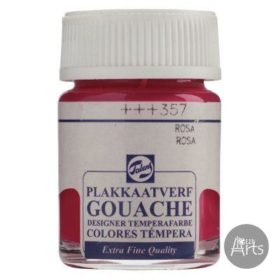 +++357
ROSA
ROSA
Talens
PLAKKAATVERF
GOUACHE
DESIGNER TEMPERAFARBE
COLORES TÉMPERA
Extra Fine Quality
Arts